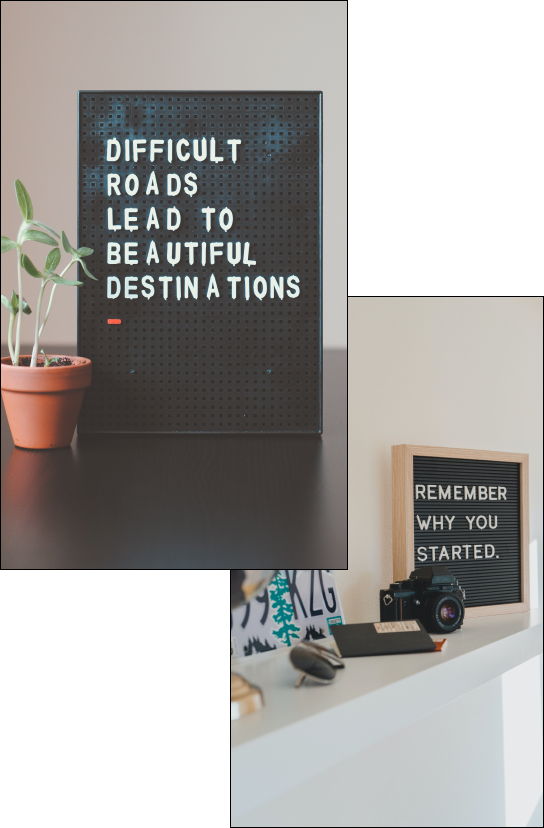 DIFFICULT
ROADS
LEAD TO
BEAUTIFUL
DESTINATIONS
REMEMBER
WHY YOU
STARTED.